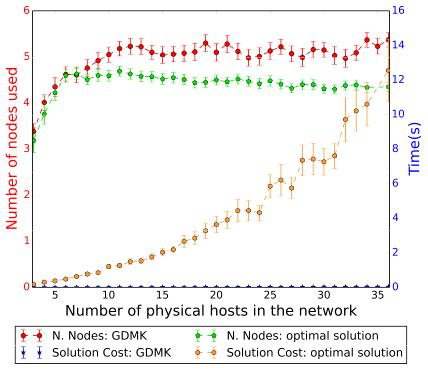 6 16
5 14
4 12
3 10
2 8
1 6
0 4
2
0
Number of nodes used
Time(s)
5 10 15 20 25 30 35
Number of physical hosts in the network
N. Nodes: GDMK N. Nodes: optimal solution
Solution Cost: GDMK Solution Cost: optimal solution